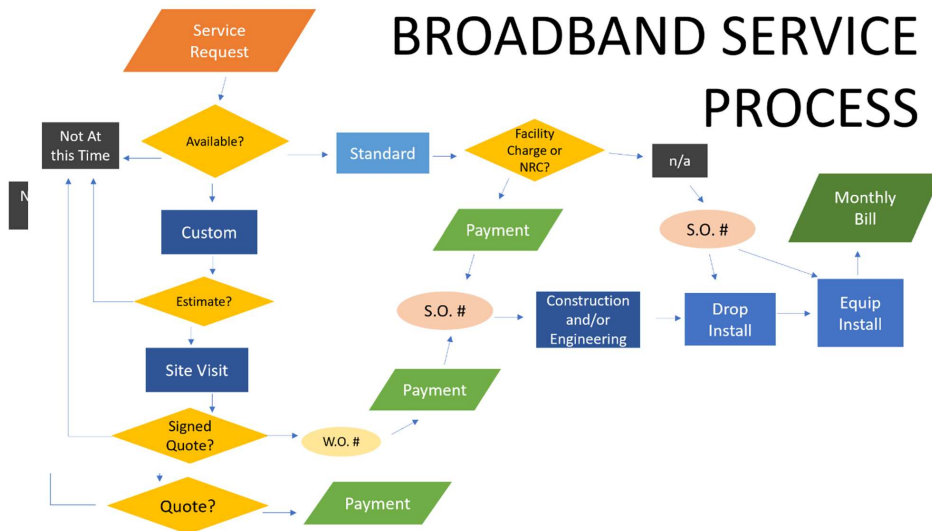 BROADBAND SERVICE
PROCESS
Service
Request
Not At
this Time
Available?
Standard
Facility
Charge or
NRC?
n/a
Monthly
Bill
N
Custom
Payment
S.O. #
Estimate?
S.O. #
Construction
and/or
Engineering
Drop
Install
Equip
Install
Site Visit
Payment
Signed
Quote?
W.O. #
Quote?
Payment